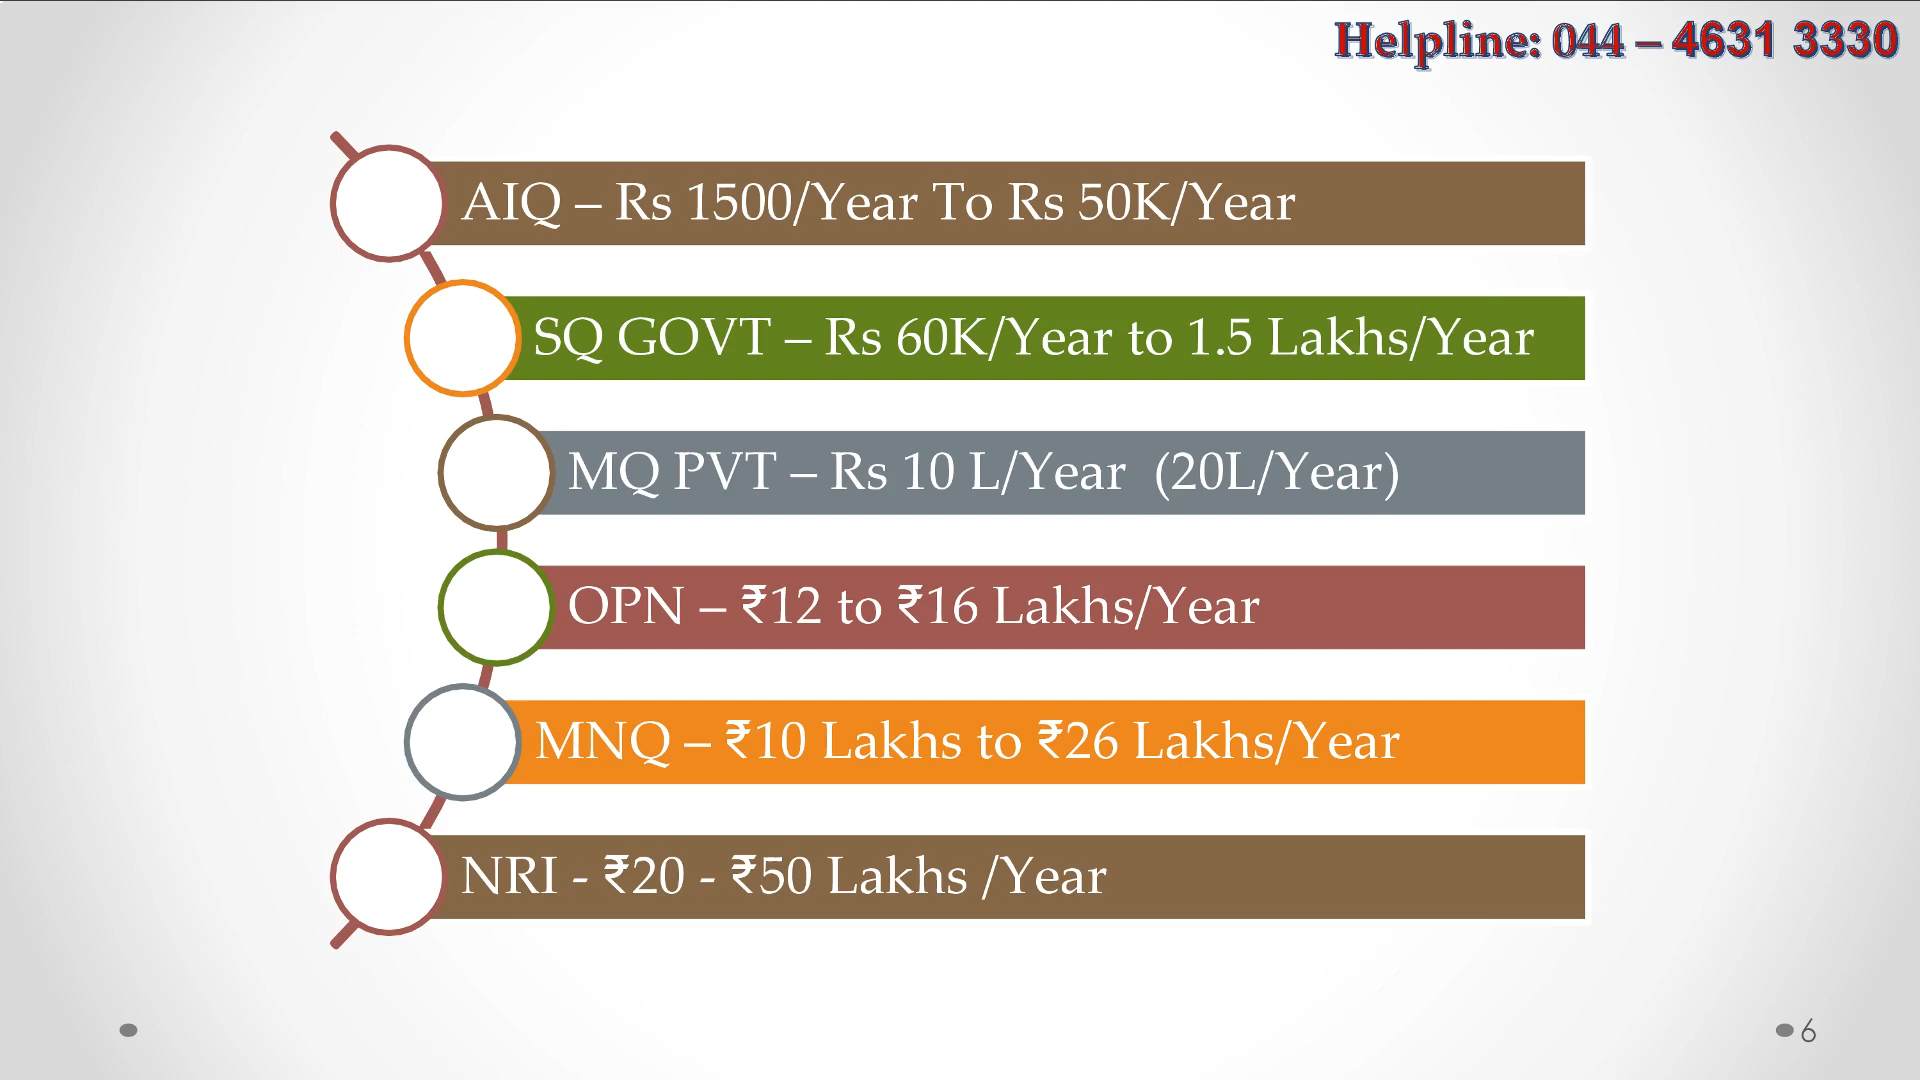 Helpline: 044 – 4631 3330
AIQ – Rs 1500/Year To Rs 50K/Year
SQ GOVT – Rs 60K/Year to 1.5 Lakhs/Year
MQ PVT – Rs 10 L/Year  (20L/Year)
OPN – ₹12 to ₹16 Lakhs/Year
MNQ – ₹10 Lakhs to ₹26 Lakhs/Year
NRI - ₹20 - ₹50 Lakhs /Year
6